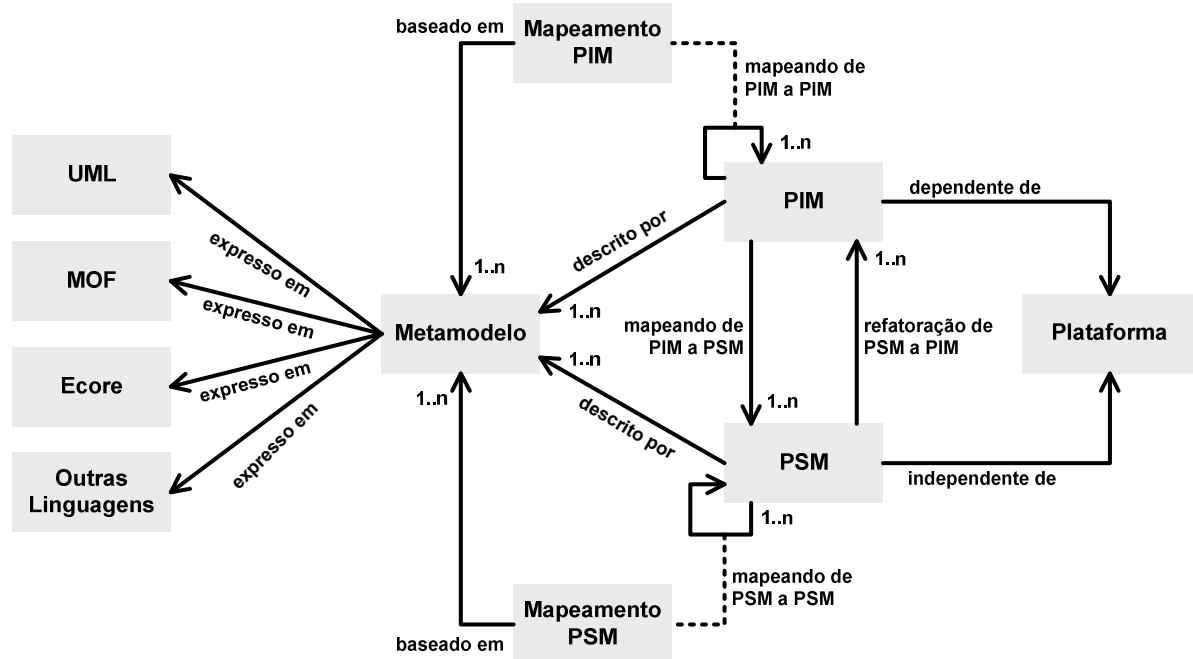 baseado em
Mapeamento
PIM
mapeando de
PIM a PIM
1..n
UML
PIM
dependente de
descrito por
expresso em
MOF
1..n
1..n
expresso em
1..n
Metamodelo
mapeando de
PIM a PSM
refatoração de
PSM a PIM
Plataforma
Ecore
expresso em
1..n
1..n
1..n
descrito por
expresso em
Outras
Linguagens
PSM
independente de
1..n
mapeando de
PSM a PSM
Mapeamento
PSM
baseado em